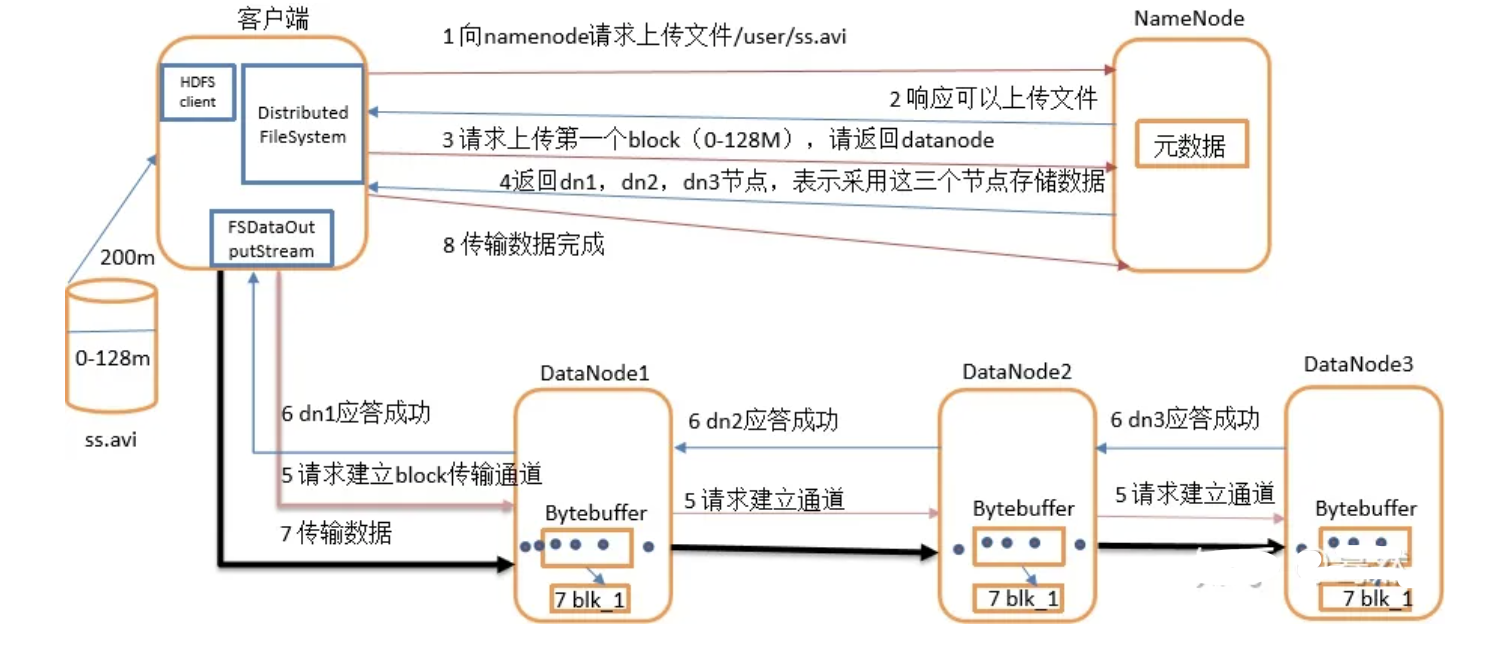 客户端
NameNode
1 向namenode请求上传文件/user/ss.avi
HDFS
client
Distributed
FileSystem
2 响应可以上传文件
3 请求上传第一个block（0-128M），请返回datanode
元数据
4返回dn1，dn2，dn3节点，表示采用这三个节点存储数据
FSDataOut
putStream
8 传输数据完成
200m
0-128m
ss.avi
DataNode1
DataNode2
DataNode3
6 dn1应答成功
6 dn2应答成功
6 dn3应答成功
5 请求建立block传输通道
5 请求建立通道
5 请求建立通道
7 传输数据
Bytebuffer
Bytebuffer
Bytebuffer
7 blk_1
7 blk_1
7 blk_1